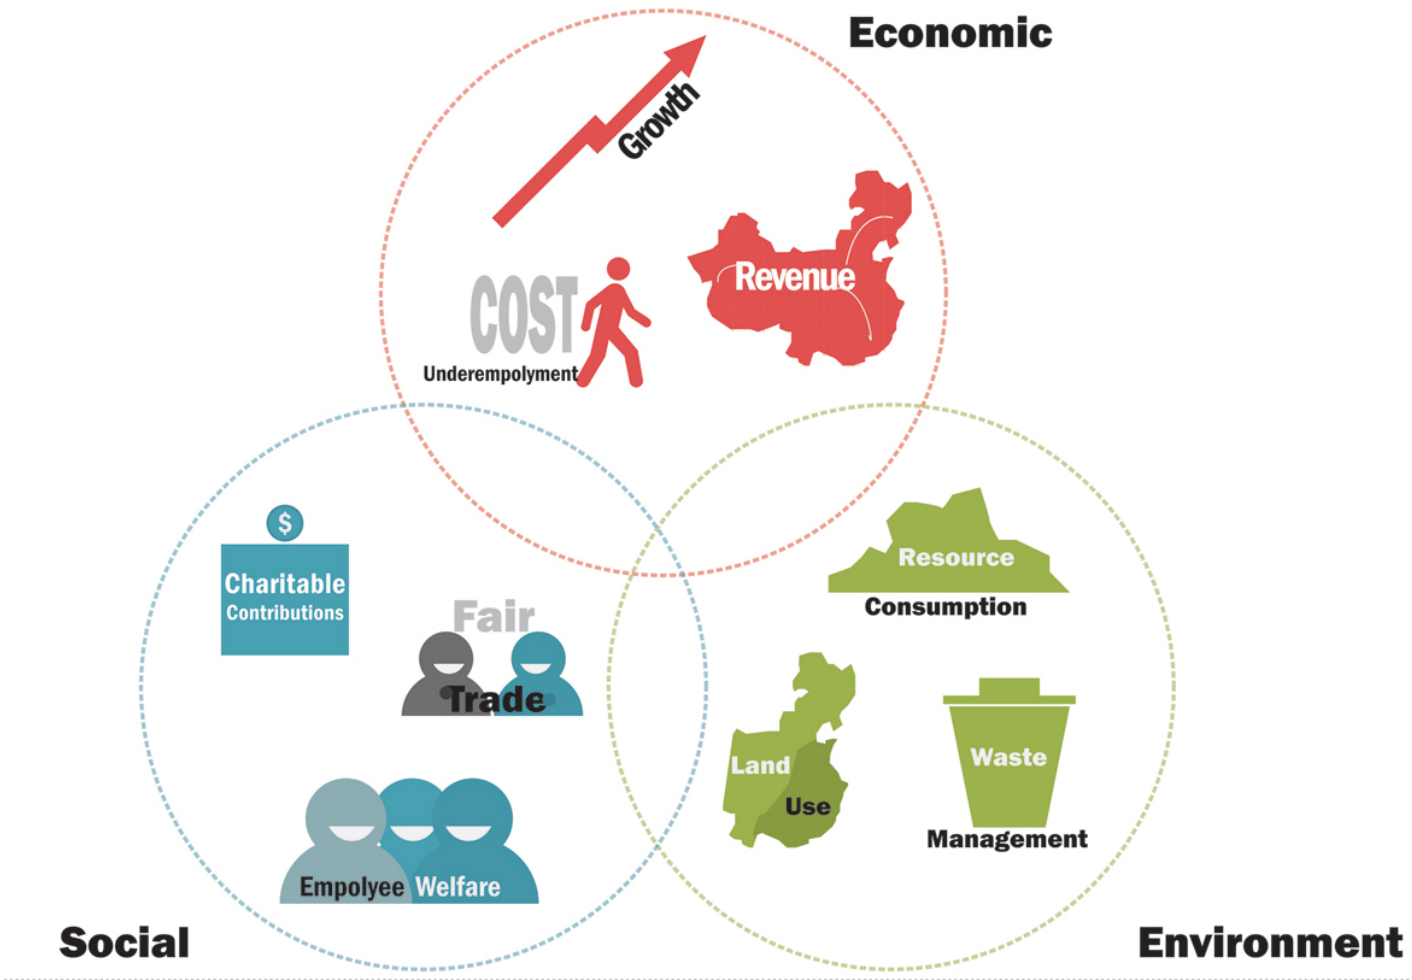 Economic
Growth
Revenue
COST
Underempolyment
$
Charitable
Contributions
Fair
Trade
Empolyee Welfare
Social
Resource
Consumption
Land
Use
Waste
Management
Environment